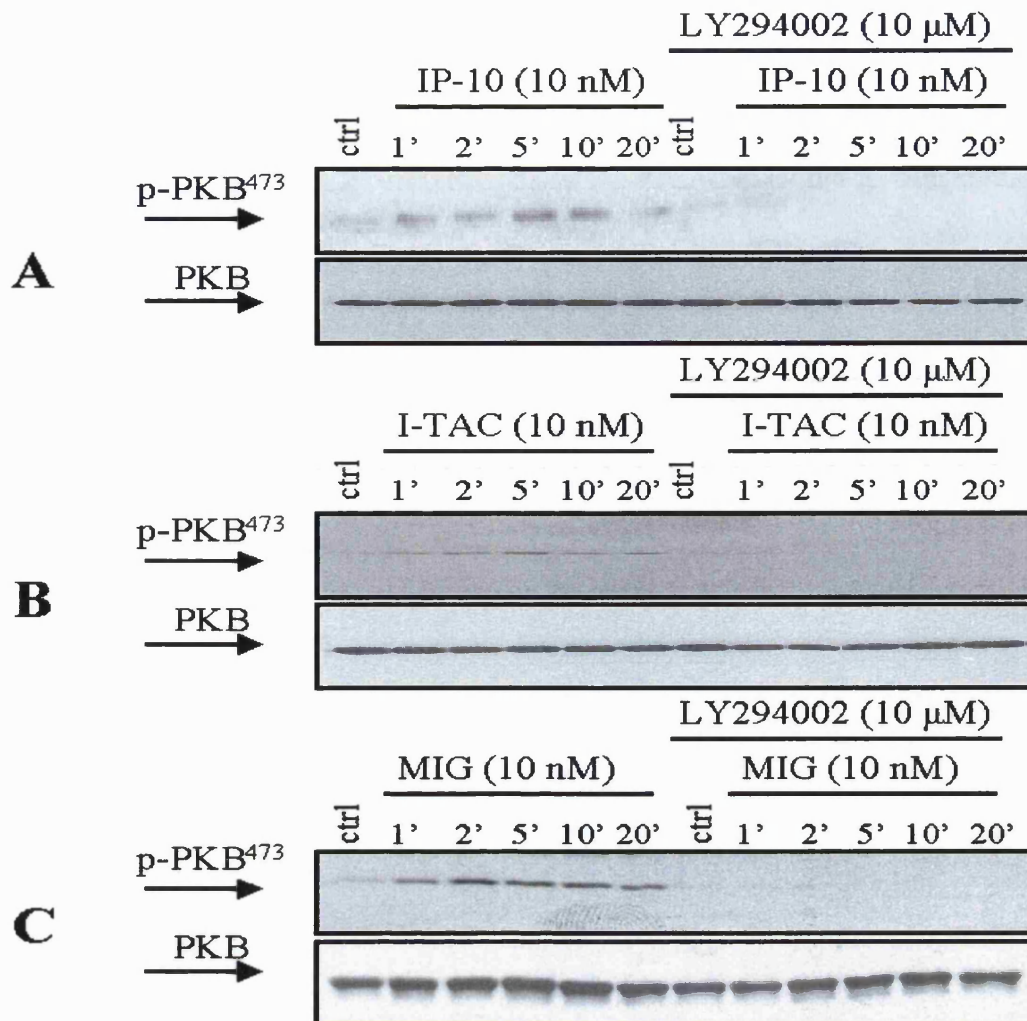 LY294002 (10 µM)
IP-10 (10 nM) IP-10 (10 nM)
ctrl 1’ 2’ 5’ 10’ 20’ ctrl 1’ 2’ 5’ 10’ 20’
p-PKB⁴⁷³
A
PKB
LY294002 (10 µM)
I-TAC (10 nM) I-TAC (10 nM)
ctrl 1’ 2’ 5’ 10’ 20’ ctrl 1’ 2’ 5’ 10’ 20’
p-PKB⁴⁷³
B
PKB
LY294002 (10 µM)
MIG (10 nM) MIG (10 nM)
ctrl 1’ 2’ 5’ 10’ 20’ ctrl 1’ 2’ 5’ 10’ 20’
p-PKB⁴⁷³
C
PKB